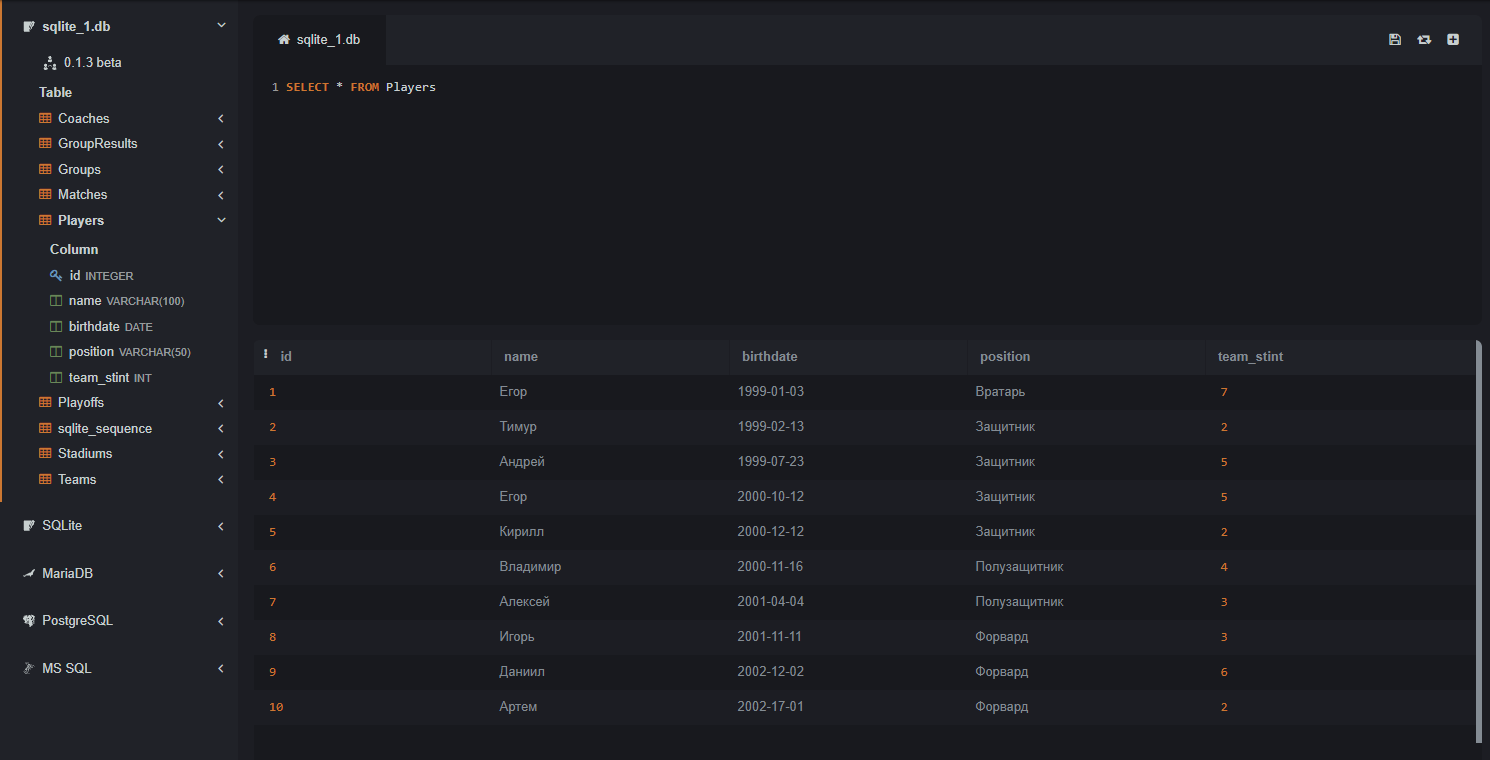 sqlite_1.db
0.1.3 beta
Table
Coaches
GroupResults
Groups
Matches
Players
Column
id INTEGER
name VARCHAR(100)
birthdate DATE
position VARCHAR(50)
team_stint INT
Playoffs
sqlite_sequence
Stadiums
Teams
SQLite
MariaDB
PostgreSQL
MS SQL
sqlite_1.db
1 SELECT * FROM Players
id name birthdate position team_stint
1 Егор 1999-01-03 Вратарь 7
2 Тимур 1999-02-13 Защитник 2
3 Андрей 1999-07-23 Защитник 5
4 Егор 2000-10-12 Защитник 5
5 Кирилл 2000-12-12 Защитник 2
6 Владимир 2000-11-16 Полузащитник 4
7 Алексей 2001-04-04 Полузащитник 3
8 Игорь 2001-11-11 Форвард 3
9 Даниил 2002-12-02 Форвард 6
10 Артем 2002-17-01 Форвард 2